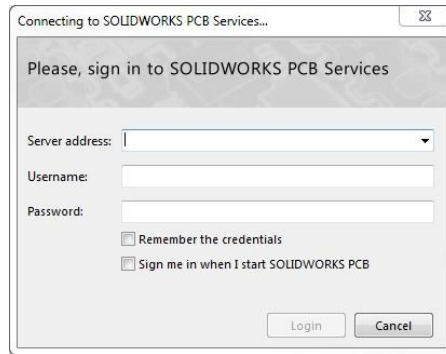 Connecting to SOLIDWORKS PCB Services...
Please, sign in to SOLIDWORKS PCB Services
Server address:
Username:
Password:
Remember the credentials
Sign me in when I start SOLIDWORKS PCB
Login Cancel